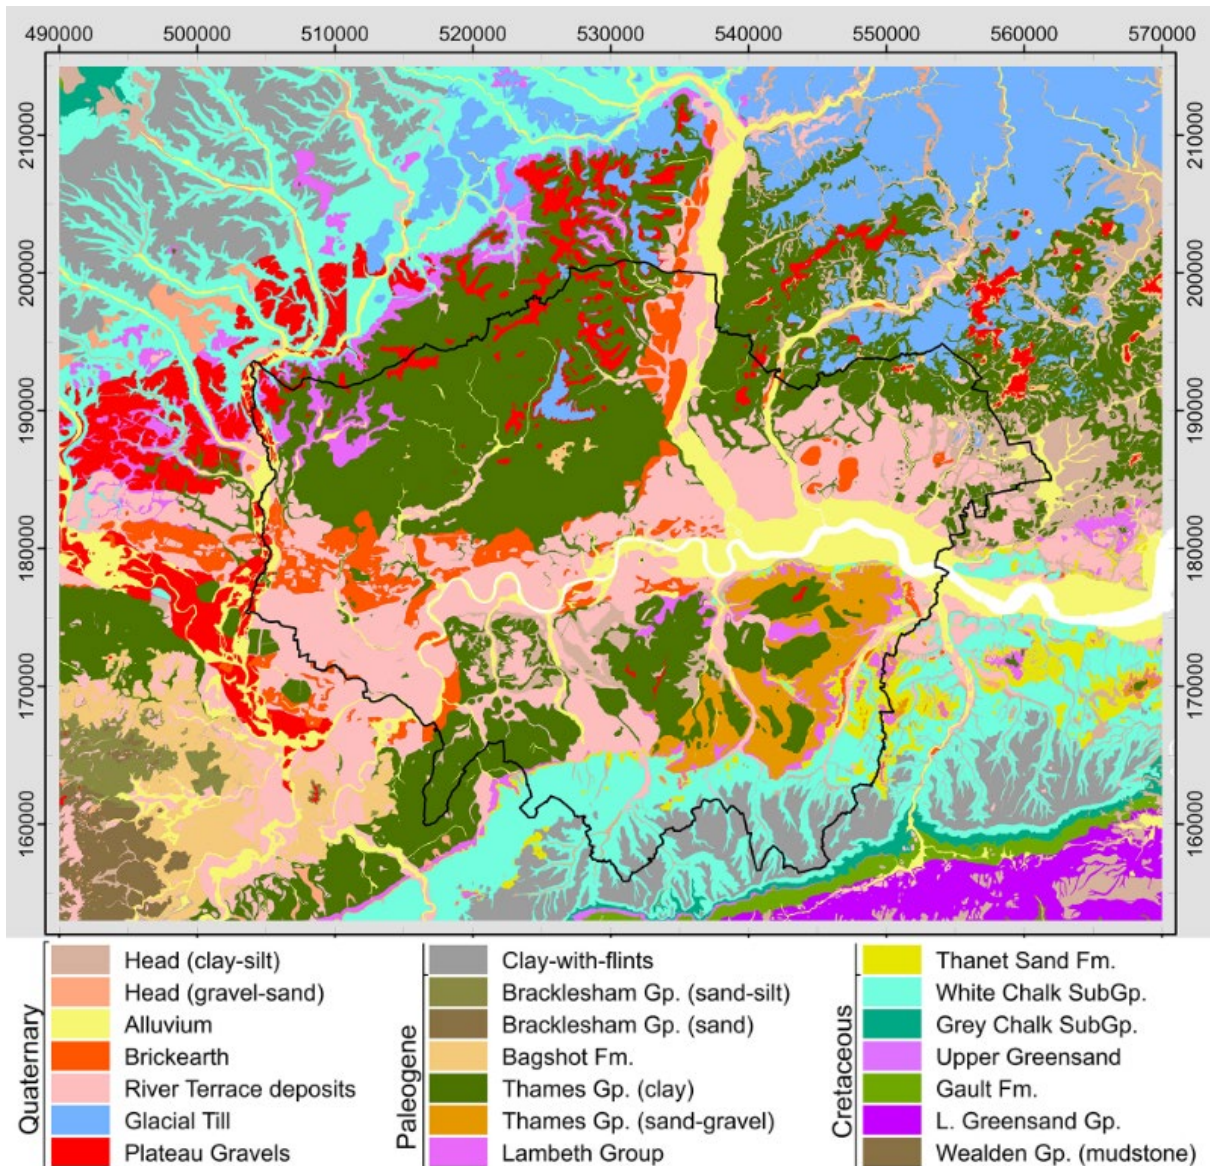 490000 500000 510000 520000 530000 540000 550000 560000 570000
210000 210000
200000 200000
190000 190000
180000 180000
170000 170000
160000 160000
Quaternary
Head (clay-silt)
Head (gravel-sand)
Alluvium
Brickearth
River Terrace deposits
Glacial Till
Plateau Gravels
Paleogene
Clay-with-flints
Bracklesham Gp. (sand-silt)
Bracklesham Gp. (sand)
Bagshot Fm.
Thames Gp. (clay)
Thames Gp. (sand-gravel)
Lambeth Group
Cretaceous
Thanet Sand Fm.
White Chalk SubGp.
Grey Chalk SubGp.
Upper Greensand
Gault Fm.
L. Greensand Gp.
Wealden Gp. (mudstone)